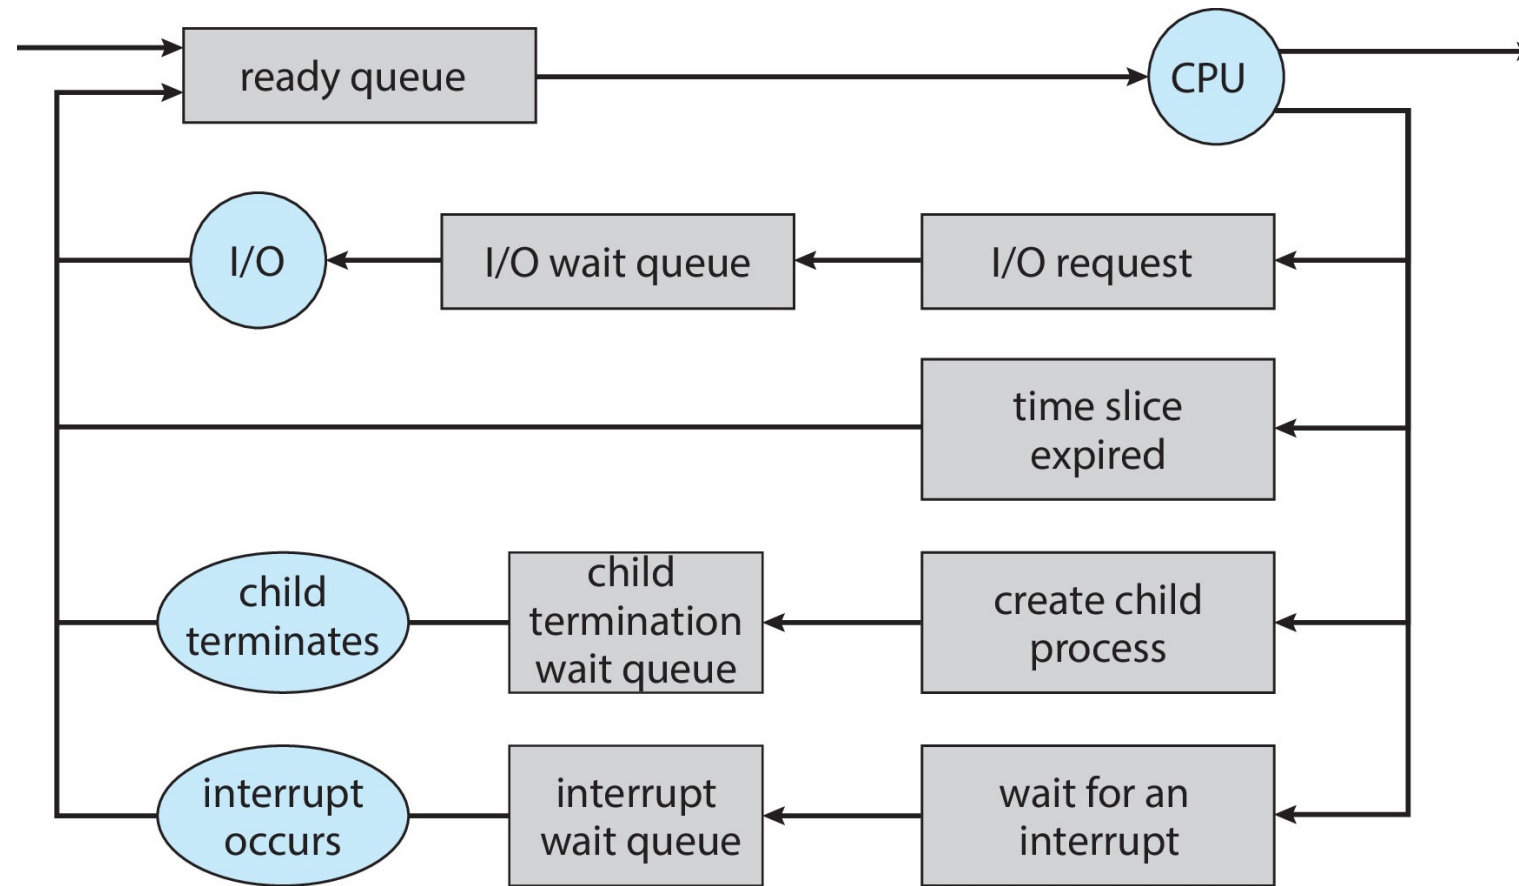 ready queue
CPU
I/O
I/O wait queue
I/O request
time slice
expired
child
terminates
child
termination
wait queue
create child
process
interrupt
occurs
interrupt
wait queue
wait for an
interrupt